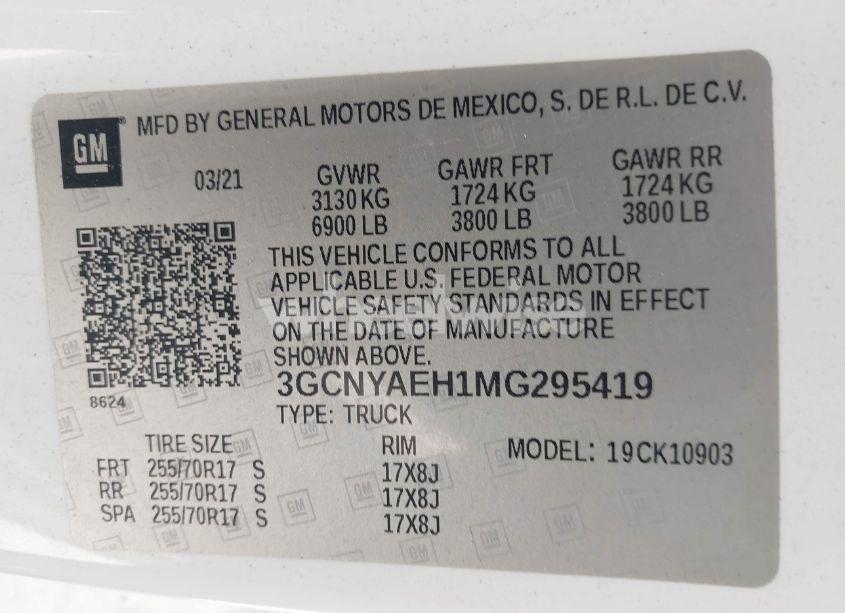 GM
MFD BY GENERAL MOTORS DE MEXICO, S. DE R.L. DE C.V.
03/21 GVWR GAWR FRT GAWR RR
3130 KG 1724 KG 1724 KG
6900 LB 3800 LB 3800 LB
THIS VEHICLE CONFORMS TO ALL
APPLICABLE U.S. FEDERAL MOTOR
VEHICLE SAFETY STANDARDS IN EFFECT
ON THE DATE OF MANUFACTURE
SHOWN ABOVE.
8624
3GCNYAEH1MG295419
TYPE: TRUCK
TIRE SIZE RIM MODEL: 19CK10903
FRT 255/70R17 S 17X8J
RR 255/70R17 S 17X8J
SPA 255/70R17 S 17X8J